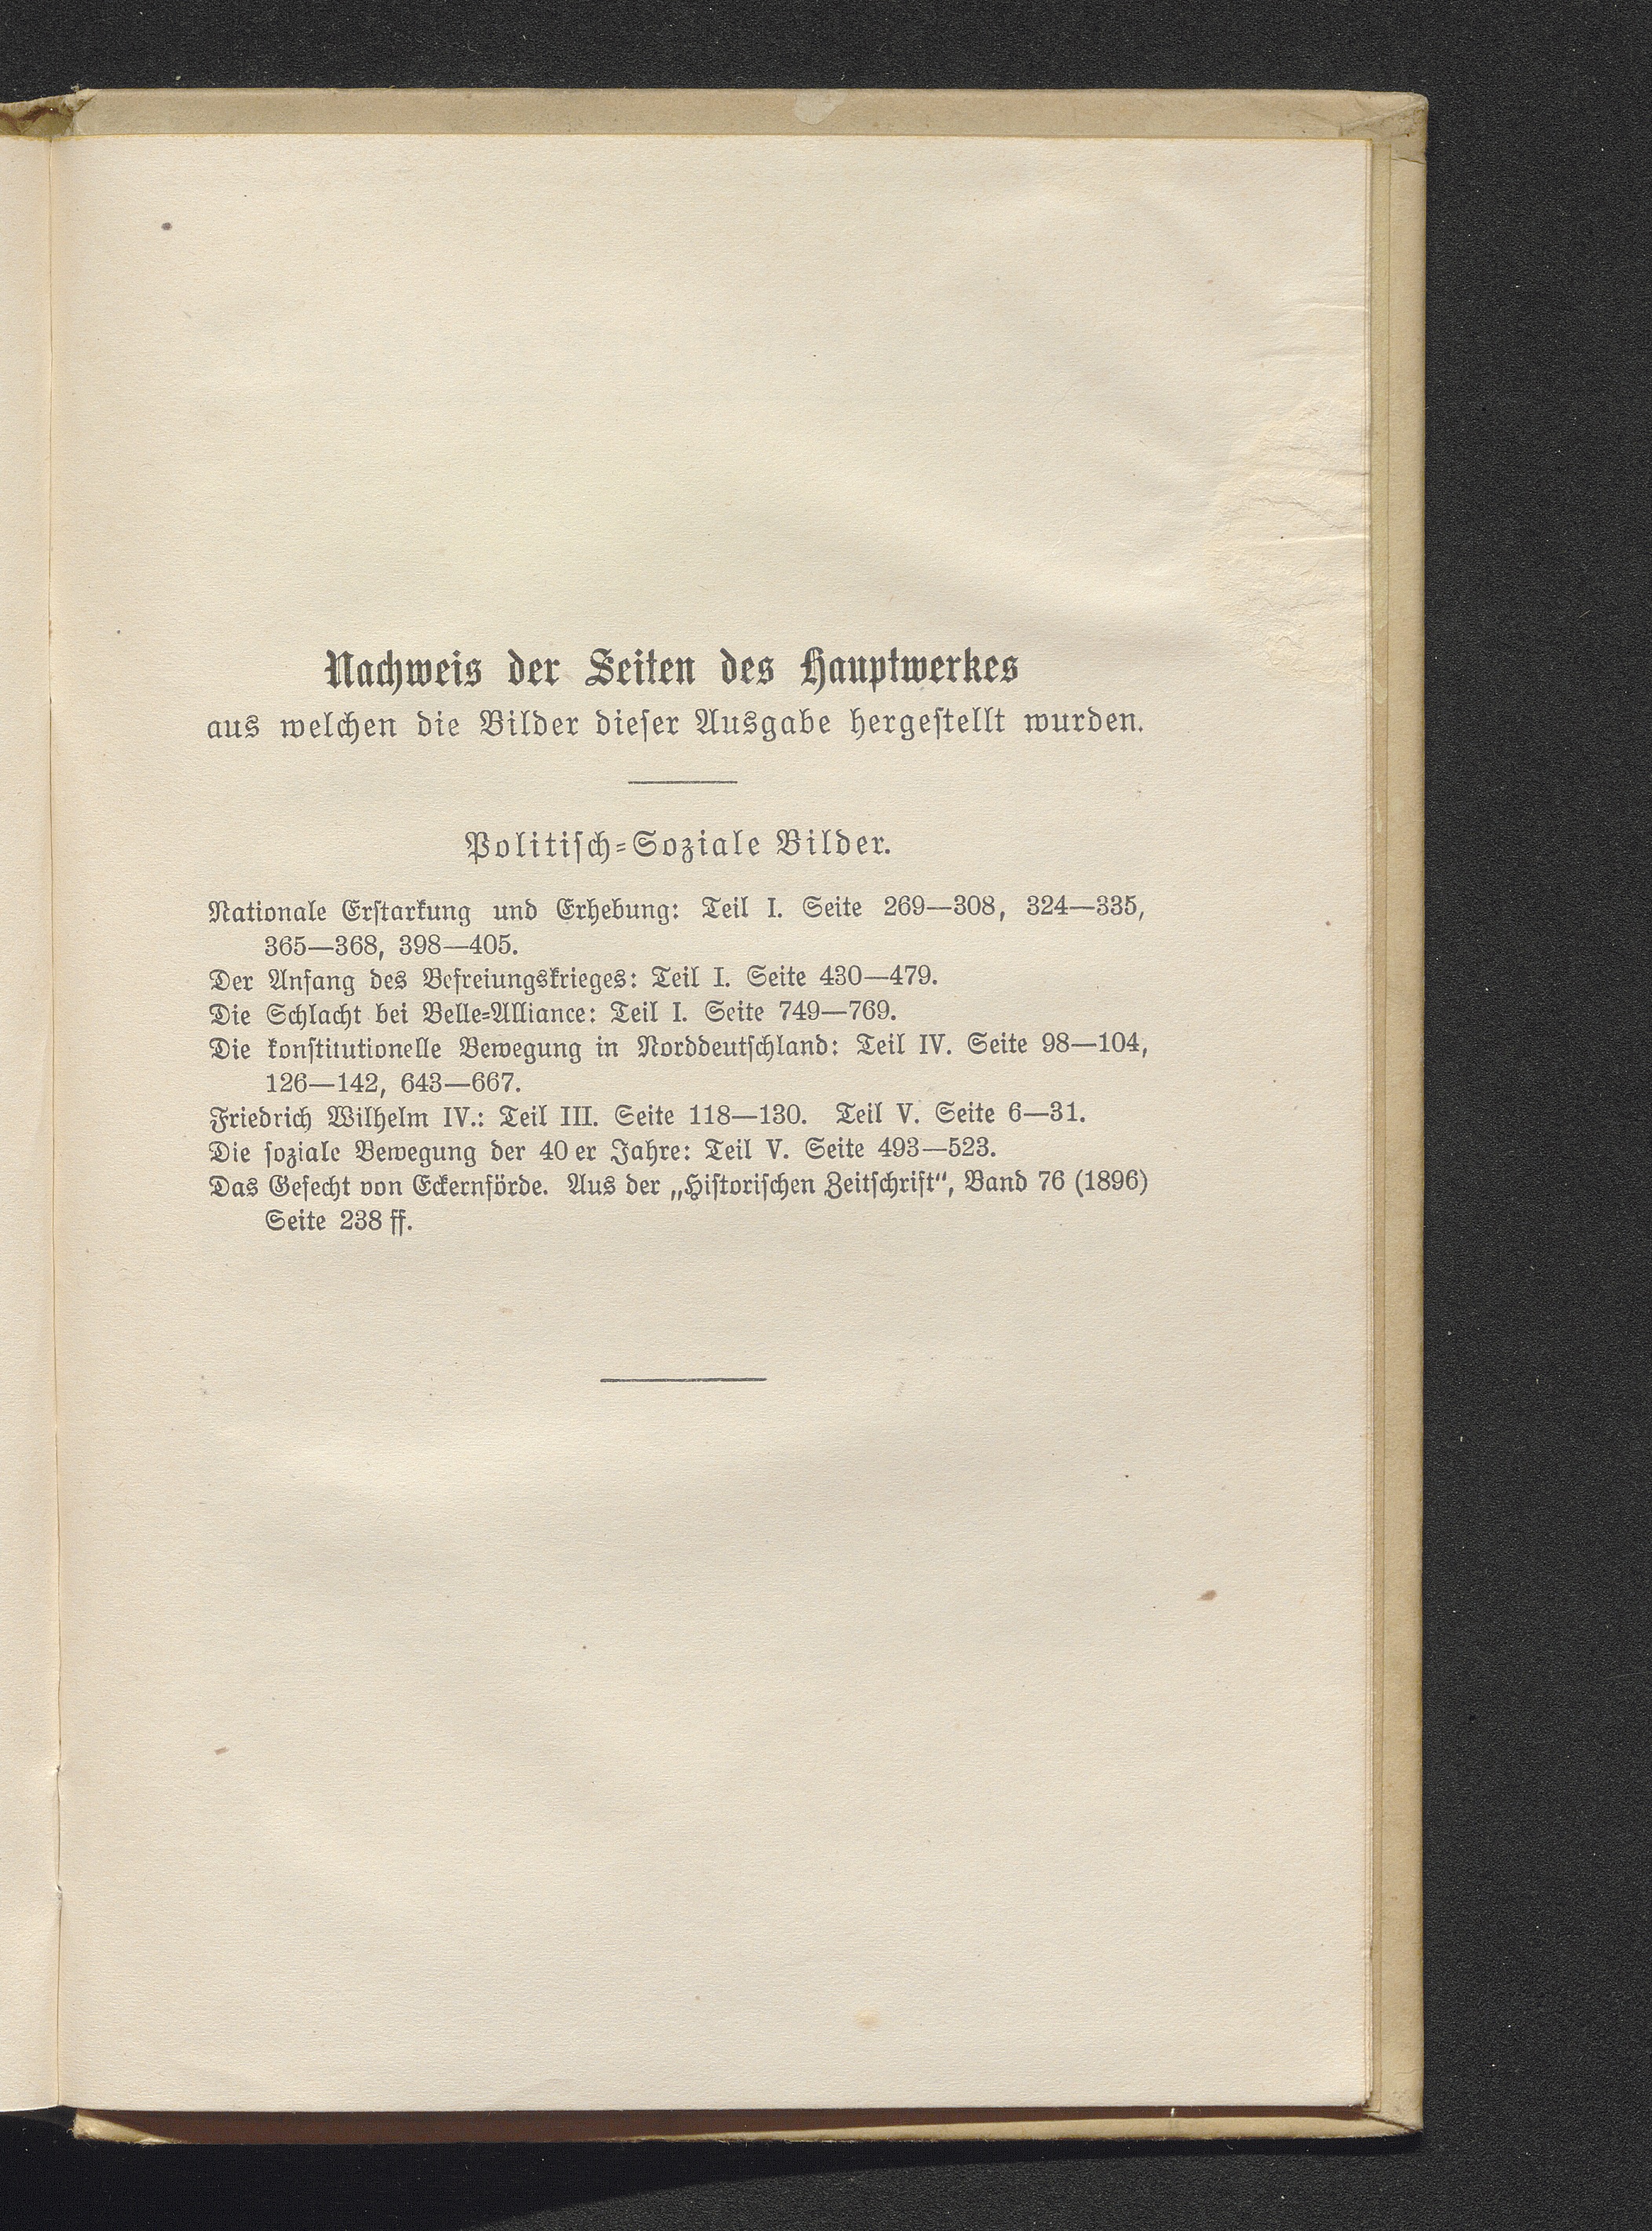 Nachweis der Seiten des Hauptwerkes
aus welchen die Bilder dieser Ausgabe hergestellt wurden.
Politisch-Soziale Bilder.
Nationale Erstarkung und Erhebung: Teil I. Seite 269—308, 324—335,
365—368, 398—405.
Der Anfang des Befreiungskrieges: Teil I. Seite 430—479.
Die Schlacht bei Belle-Alliance: Teil I. Seite 749—769.
Die konstitutionelle Bewegung in Norddeutschland: Teil IV. Seite 98—104,
126—142, 643—667.
Friedrich Wilhelm IV.: Teil III. Seite 118—130. Teil V. Seite 6—31.
Die soziale Bewegung der 40 er Jahre: Teil V. Seite 493—523.
Das Gefecht von Eckernförde. Aus der „Historischen Zeitschrift“, Band 76 (1896)
Seite 238 ff.